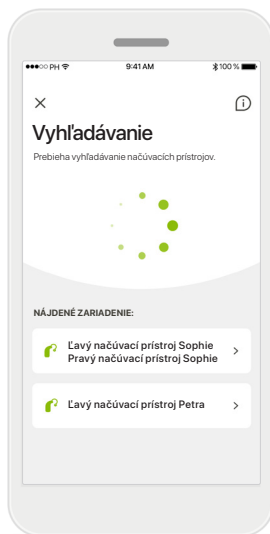 PH 9:41 AM 100 %
Vyhľadávanie
Prebieha vyhľadávanie načúvacích prístrojov.
NÁJDENÉ ZARIADENIE:
Ľavý načúvací prístroj Sophie
Pravý načúvací prístroj Sophie
Ľavý načúvací prístroj Petra